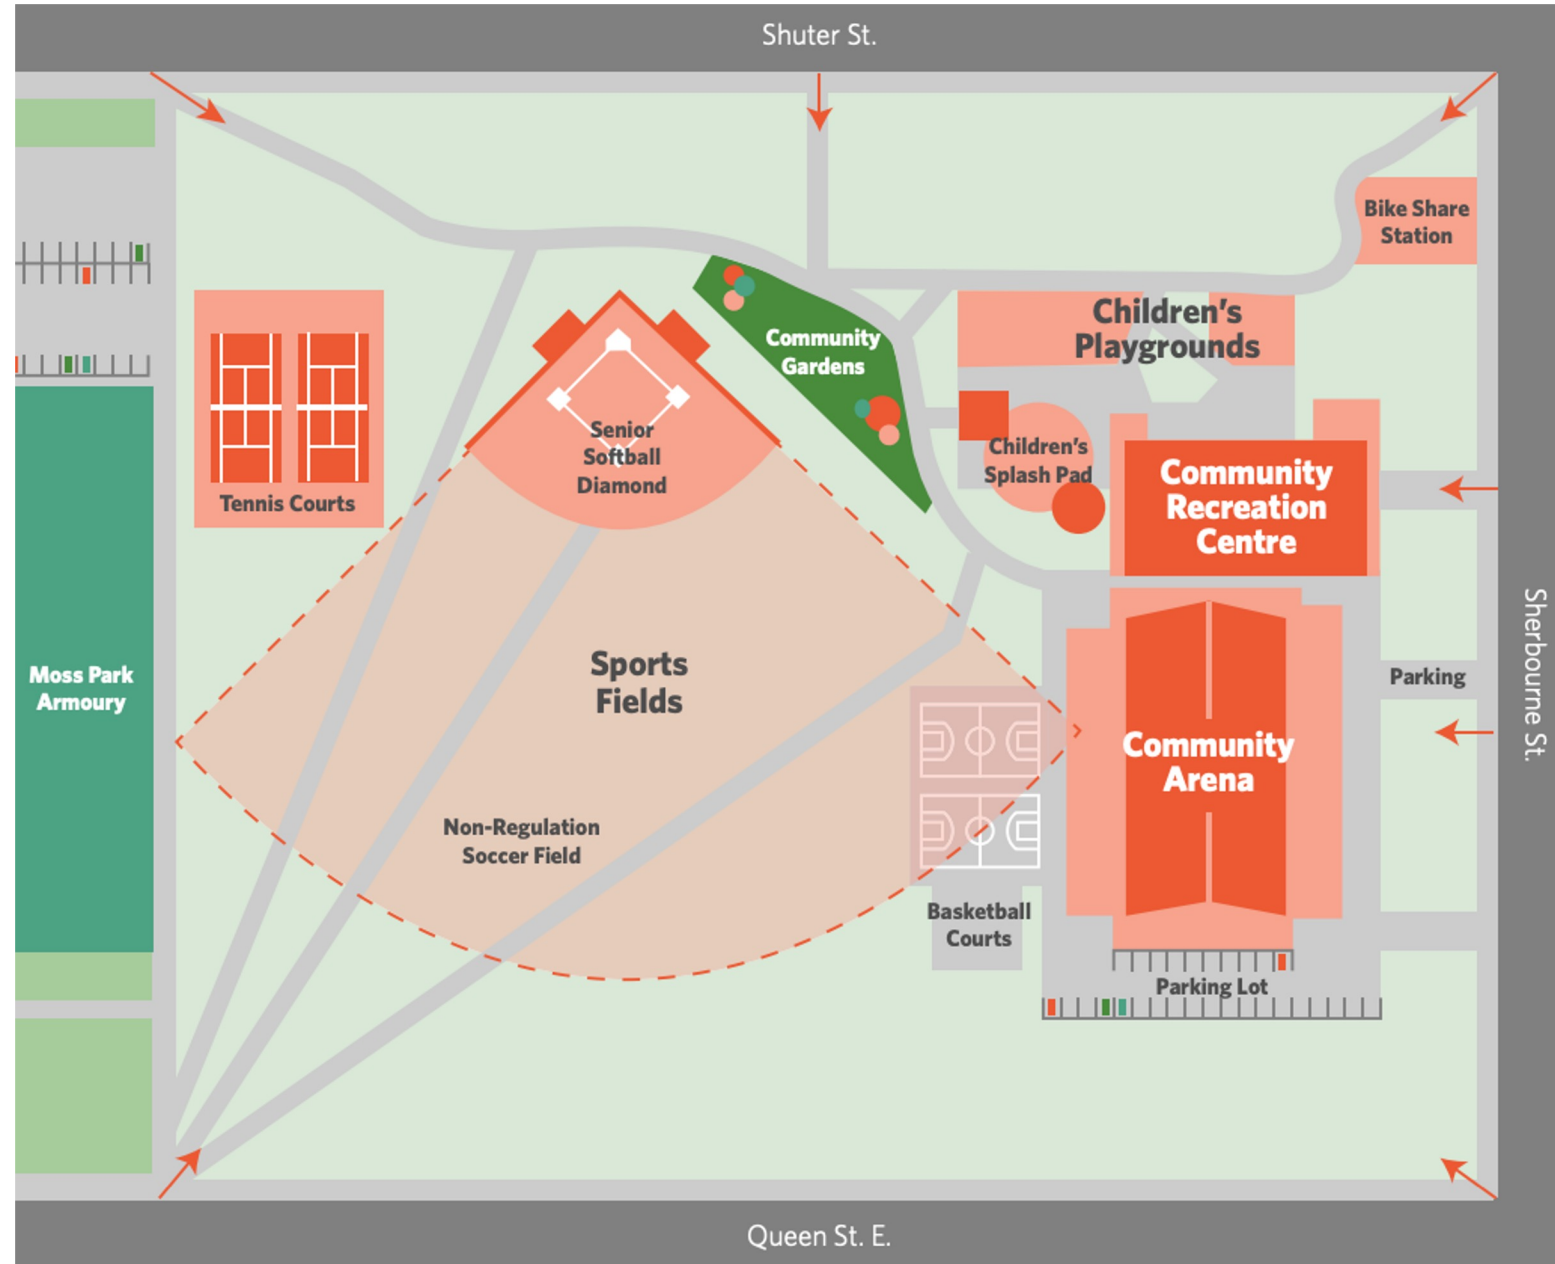 Shuter St.
Bike Share
Station
Children's
Playgrounds
Community
Gardens
Senior
Softball
Diamond
Children's
Splash Pad
Community
Recreation
Centre
Tennis Courts
Sports
Fields
Moss Park
Armoury
Parking
Sherbourne St.
Community
Arena
Non-Regulation
Soccer Field
Basketball
Courts
Parking Lot
Queen St. E.